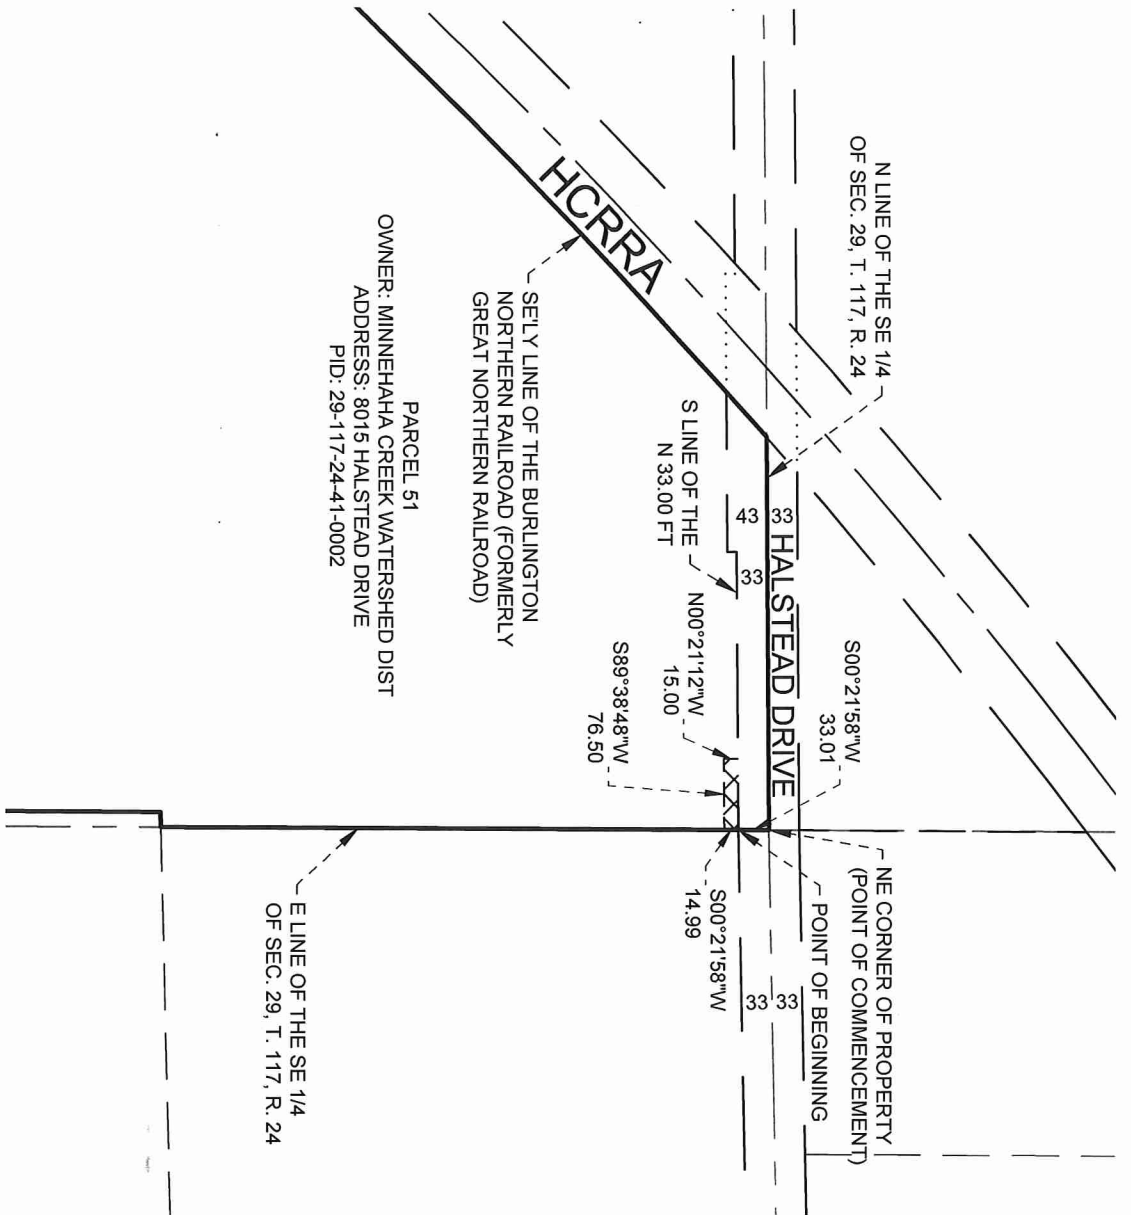 N LINE OF THE SE 1/4
OF SEC. 29, T. 117, R. 24
HCRRA
SE'LY LINE OF THE BURLINGTON
NORTHERN RAILROAD (FORMERLY
GREAT NORTHERN RAILROAD)
PARCEL 51
OWNER: MINNEHAHA CREEK WATERSHED DIST
ADDRESS: 8015 HALSTEAD DRIVE
PID: 29-117-24-41-0002
S LINE OF THE
N 33.00 FT
33
43
33
HALSTEAD DRIVE
S00°21'58"W
33.01
N00°21'12"W
15.00
S89°38'48"W
76.50
NE CORNER OF PROPERTY
(POINT OF COMMENCEMENT)
POINT OF BEGINNING
S00°21'58"W
14.99
33
33
E LINE OF THE SE 1/4
OF SEC. 29, T. 117, R. 24